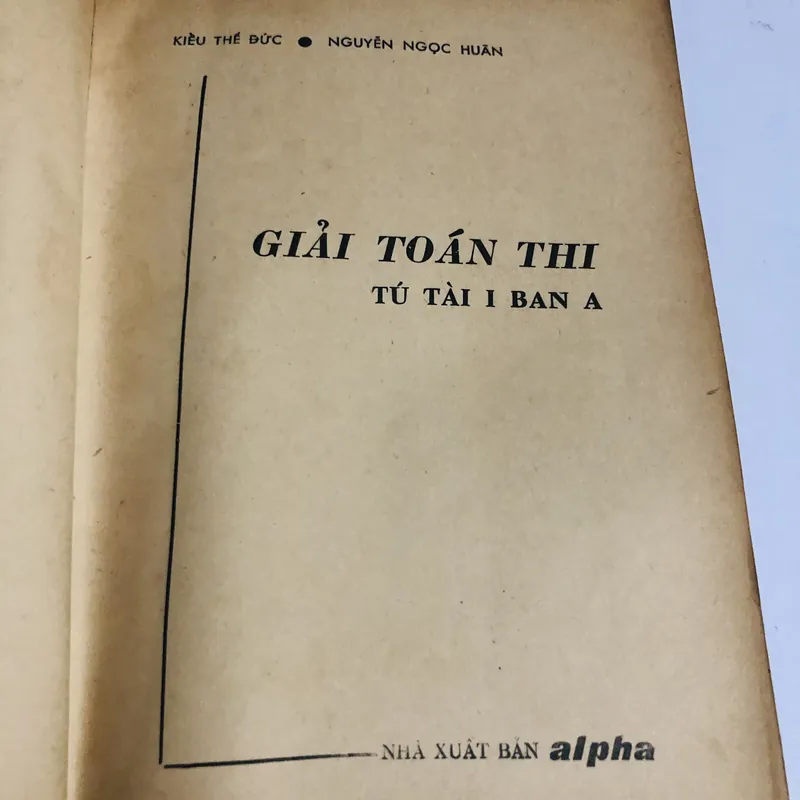 KIỀU THẾ ĐỨC ● NGUYỄN NGỌC HUÂN
GIẢI TOÁN THI
TÚ TÀI I BAN A
NHÀ XUẤT BẢN alpha